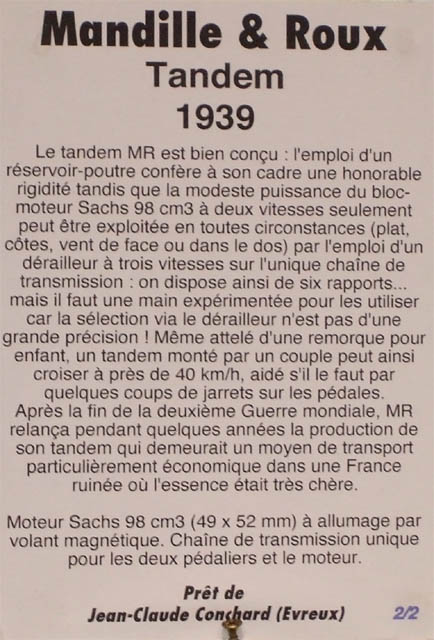 Mandille & Roux
Tandem
1939
Le tandem MR est bien conçu : l'emploi d'un
réservoir-poutre confère à son cadre une honorable
rigidité tandis que la modeste puissance du bloc-
moteur Sachs 98 cm3 à deux vitesses seulement
peut être exploitée en toutes circonstances (plat,
côtes, vent de face ou dans le dos) par l'emploi d'un
dérailleur à trois vitesses sur l'unique chaîne de
transmission : on dispose ainsi de six rapports...
mais il faut une main expérimentée pour les utiliser
car la sélection via le dérailleur n'est pas d'une
grande précision ! Même attelé d'une remorque pour
enfant, un tandem monté par un couple peut ainsi
croiser à près de 40 km/h, aidé s'il le faut par
quelques coups de jarrets sur les pédales.
Après la fin de la deuxième Guerre mondiale, MR
relança pendant quelques années la production de
son tandem qui demeurait un moyen de transport
particulièrement économique dans une France
ruinée où l'essence était très chère.
Moteur Sachs 98 cm3 (49 x 52 mm) à allumage par
volant magnétique. Chaîne de transmission unique
pour les deux pédaliers et le moteur.
Prêt de
Jean-Claude Conchard (Evreux) 2/2